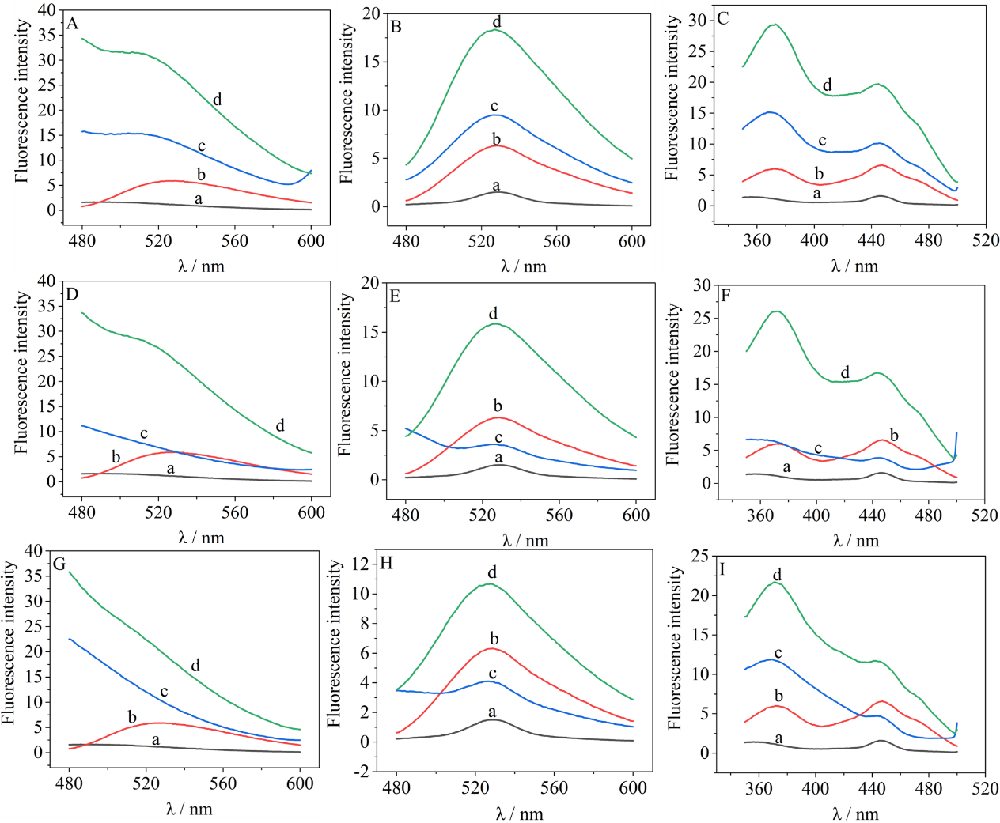 A
Fluorescence intensity
40
35
30
25
20
15
10
5
0
d
c
b
a
480
520
560
600
λ / nm
B
Fluorescence intensity
20
15
10
5
0
d
c
b
a
480
520
560
600
λ / nm
C
Fluorescence intensity
30
25
20
15
10
5
0
d
c
b
a
360
400
440
480
520
λ / nm
D
Fluorescence intensity
40
35
30
25
20
15
10
5
0
d
c
b
a
480
520
560
600
λ / nm
E
Fluorescence intensity
20
15
10
5
0
d
b
c
a
480
520
560
600
λ / nm
F
Fluorescence intensity
30
25
20
15
10
5
0
d
b
c
a
360
400
440
480
520
λ / nm
G
Fluorescence intensity
40
35
30
25
20
15
10
5
0
d
c
b
a
480
520
560
600
λ / nm
H
Fluorescence intensity
12
10
8
6
4
2
0
-2
d
b
c
a
480
520
560
600
λ / nm
I
Fluorescence intensity
25
20
15
10
5
0
d
c
b
a
360
400
440
480
520
λ / nm